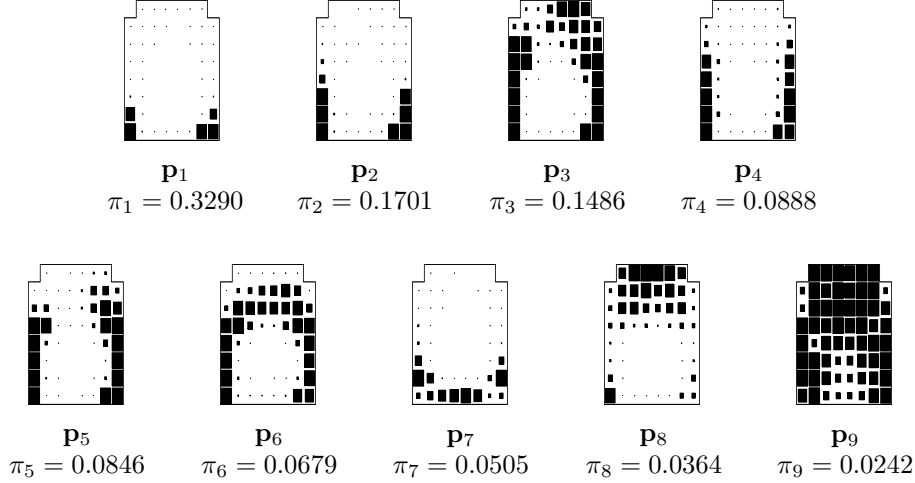 p₁ p₂ p₃ p₄
π₁ = 0.3290 π₂ = 0.1701 π₃ = 0.1486 π₄ = 0.0888
p₅ p₆ p₇ p₈ p₉
π₅ = 0.0846 π₆ = 0.0679 π₇ = 0.0505 π₈ = 0.0364 π₉ = 0.0242